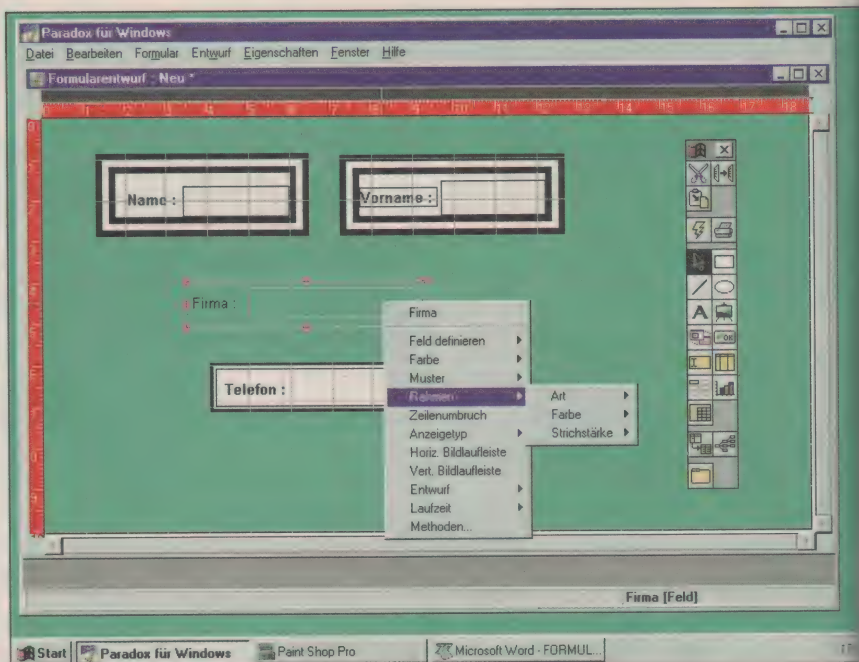 Paradox für Windows
Datei Bearbeiten Formular Entwurf Eigenschaften Fenster Hilfe
Formularentwurf : Neu *
Name :
Vorname :
Firma :
Telefon :
Firma
Feld definieren
Farbe
Muster
Rahmen
Zeilenumbruch
Anzeigetyp
Horiz. Bildlaufleiste
Vert. Bildlaufleiste
Entwurf
Laufzeit
Methoden...
Art
Farbe
Strichstärke
Firma [Feld]
Start Paradox für Windows Paint Shop Pro Microsoft Word - FORMUL...